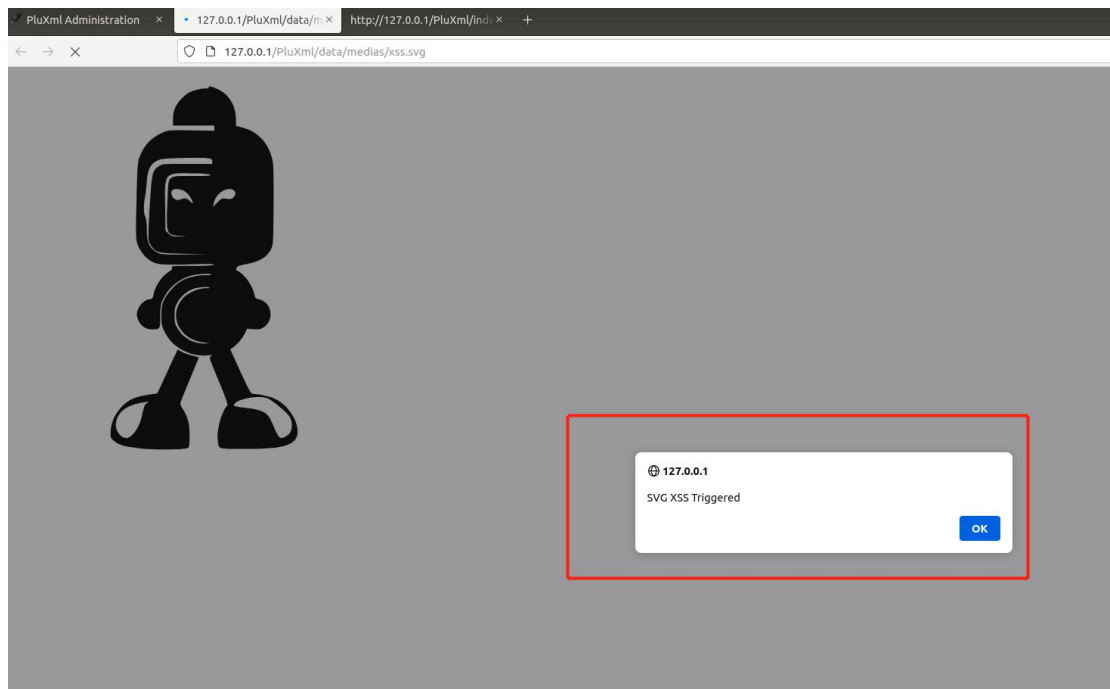 PluXml Administration × 127.0.0.1/PluXml/data/m × http://127.0.0.1/PluXml/ind × +
127.0.0.1/PluXml/data/medias/xss.svg
127.0.0.1
SVG XSS Triggered
OK